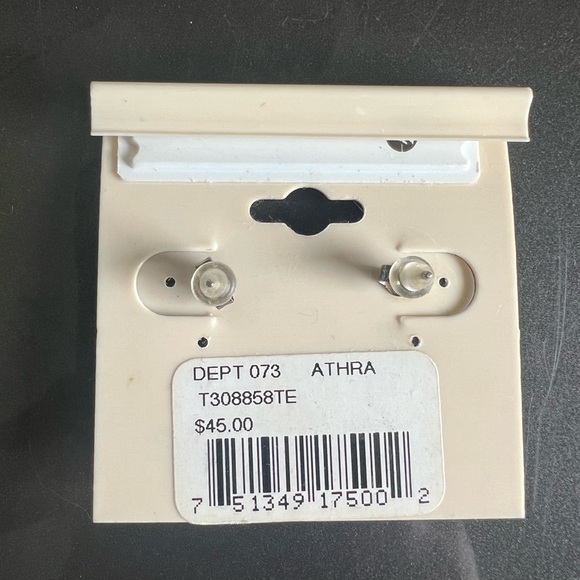 DEPT 073 ATHRA
T308858TE
$45.00
7 51349 17500 2